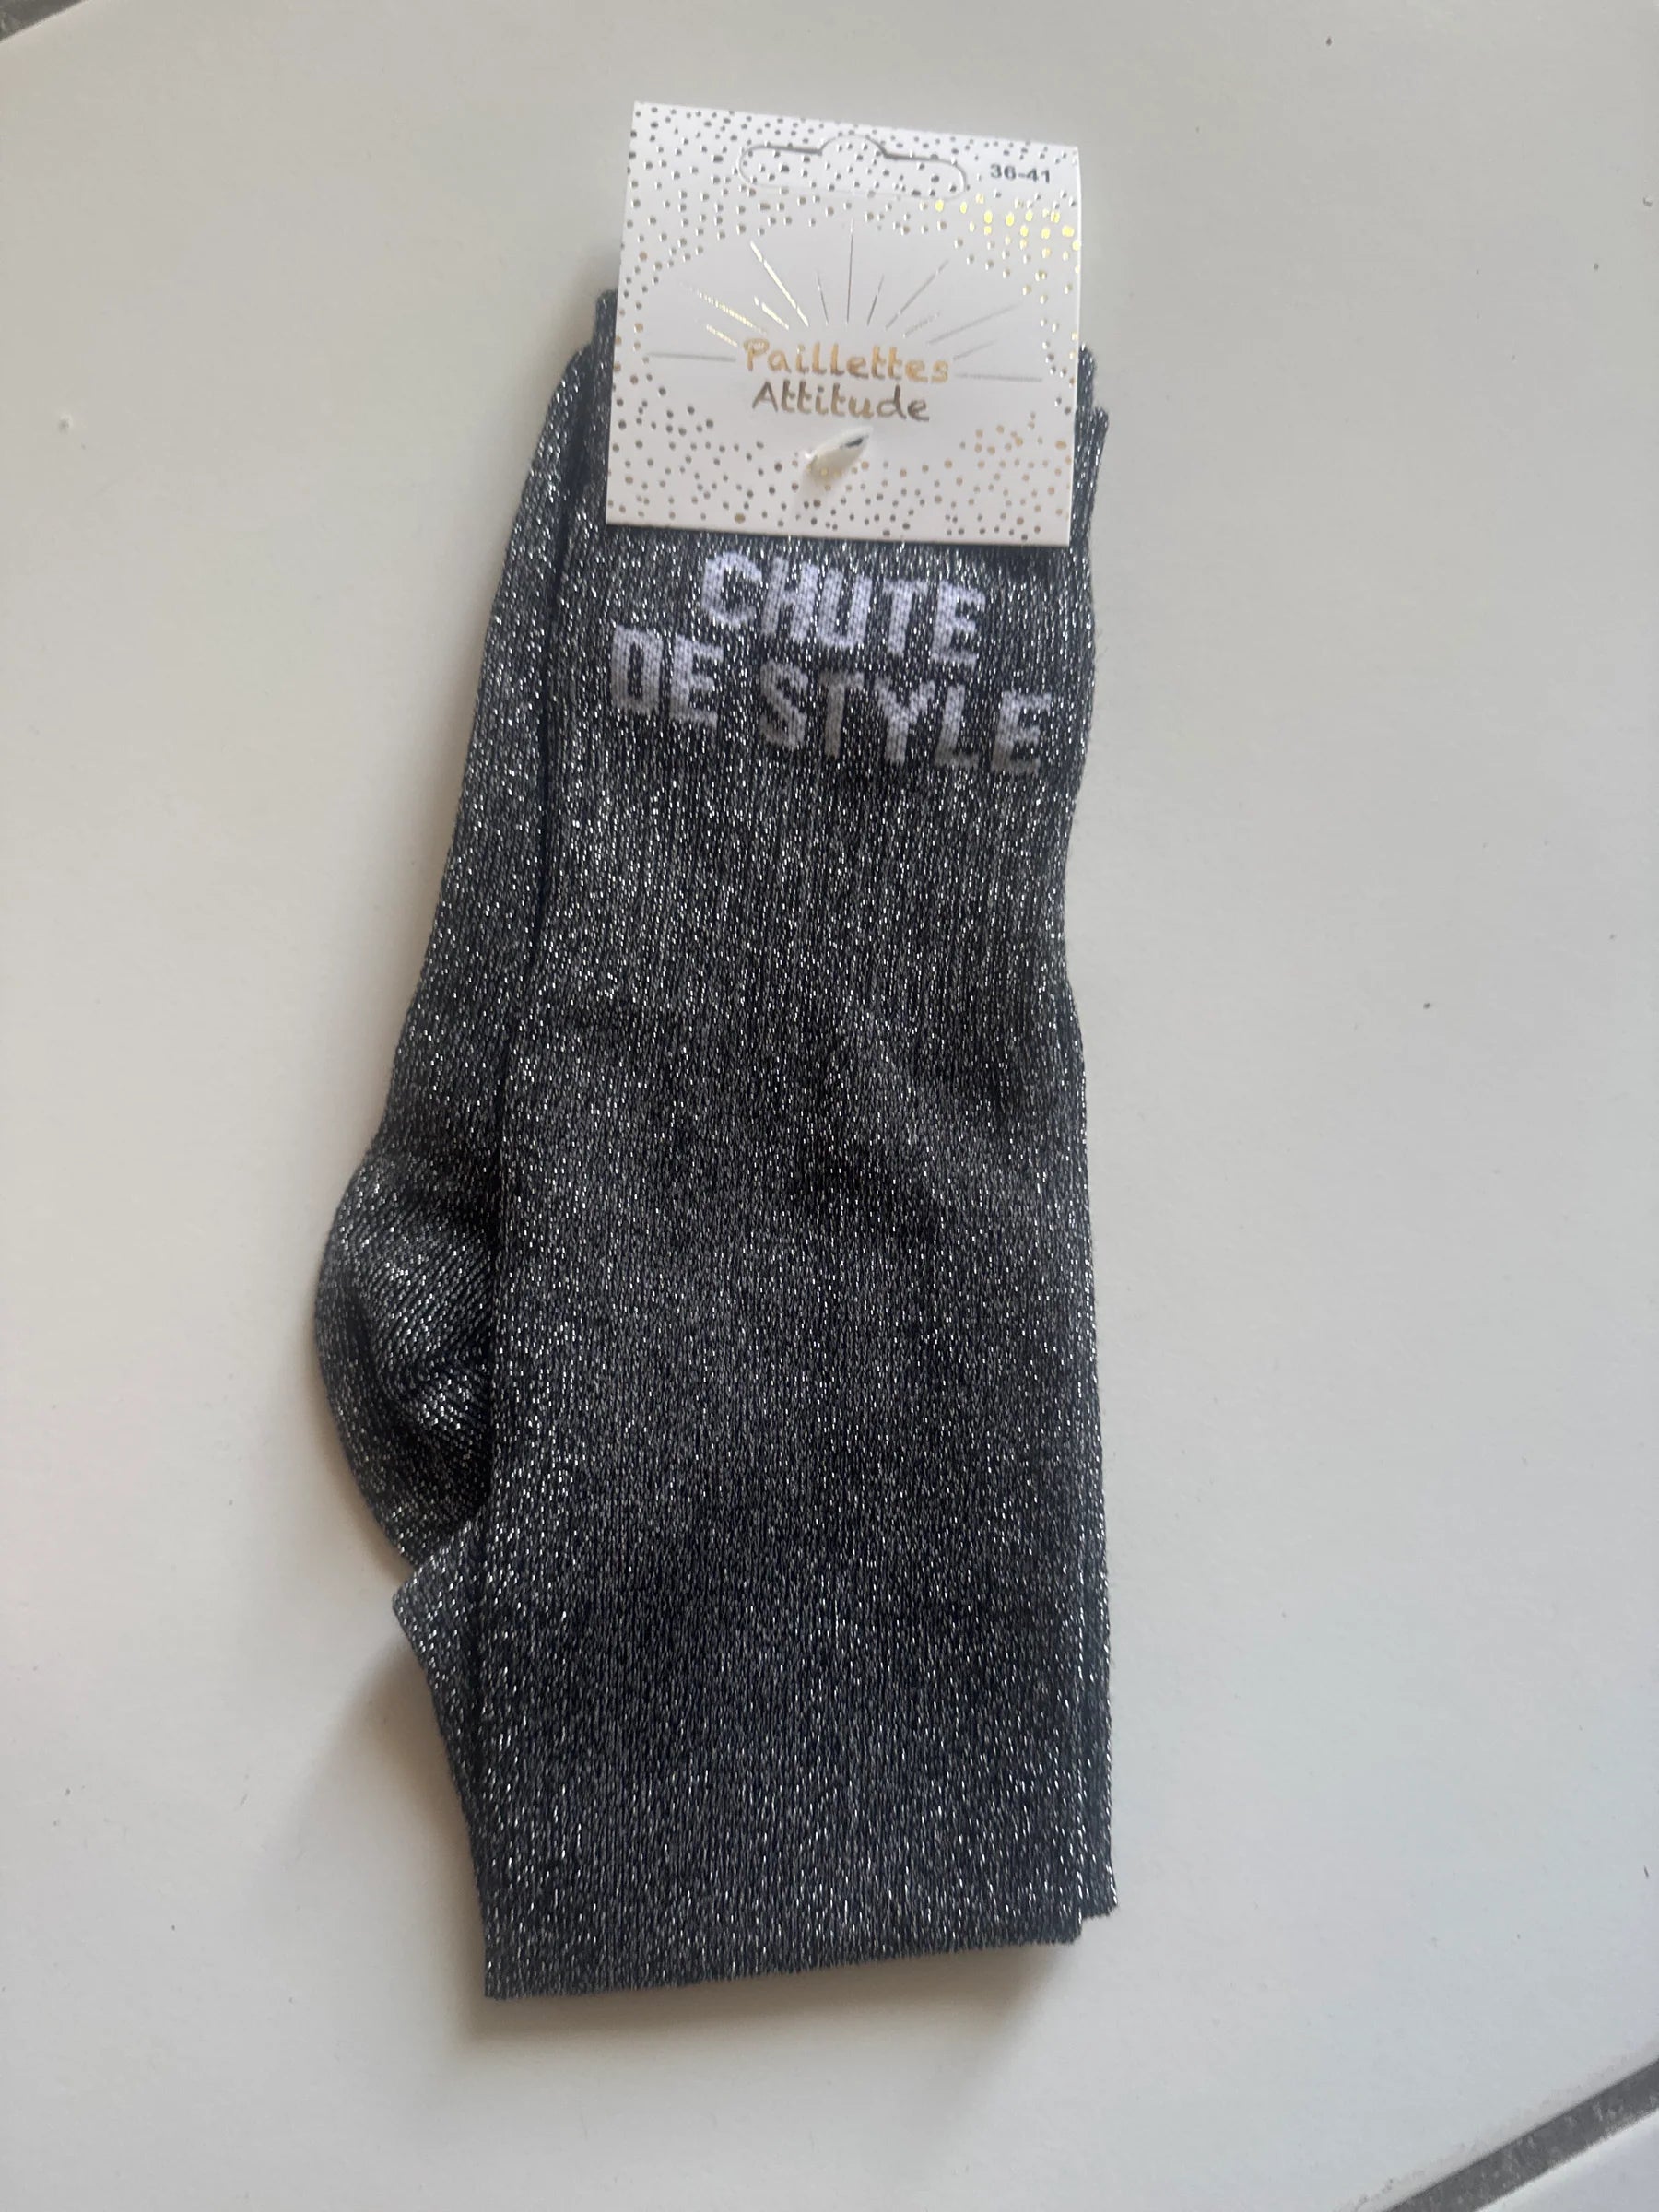 36-41
Paillettes
Attitude
CHUTE
DE STYLE